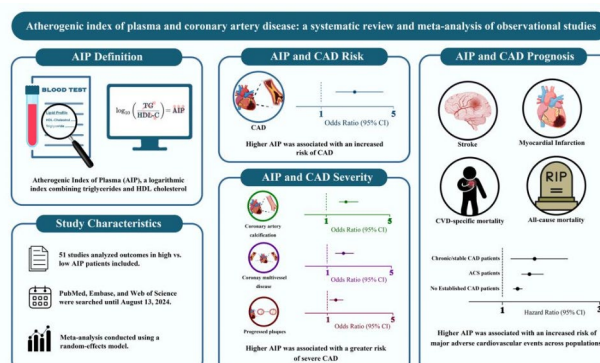 Atherogenic index of plasma and coronary artery disease: a systematic review and meta-analysis of observational studies
AIP Definition
BLOOD TEST
Lipid Profile
HDL Cholesterol
log10 (TG / HDL-C) = AIP
Atherogenic Index of Plasma (AIP), a logarithmic
index combining triglycerides and HDL cholesterol
Study Characteristics
51 studies analyzed outcomes in high vs.
low AIP patients included.
PubMed, Embase, and Web of Science
were searched until August 13, 2024.
Meta-analysis conducted using a
random-effects model.
AIP and CAD Risk
CAD
1
5
Odds Ratio (95% CI)
Higher AIP was associated with an increased
risk of CAD
AIP and CAD Severity
Coronary artery
calcification
1
5
Odds Ratio (95% CI)
Coronay multivessel
disease
1
5
Odds Ratio (95% CI)
Progressed plaques
1
5
Odds Ratio (95% CI)
Higher AIP was associated with a greater risk
of severe CAD
AIP and CAD Prognosis
Stroke
Myocardial Infarction
RIP
CVD-specific mortality
All-cause mortality
Chronic/stable CAD patients
ACS patients
No Established CAD patients
1
3
Hazard Ratio (95% CI)
Higher AIP was associated with an increased risk of
major adverse cardiovascular events across populations